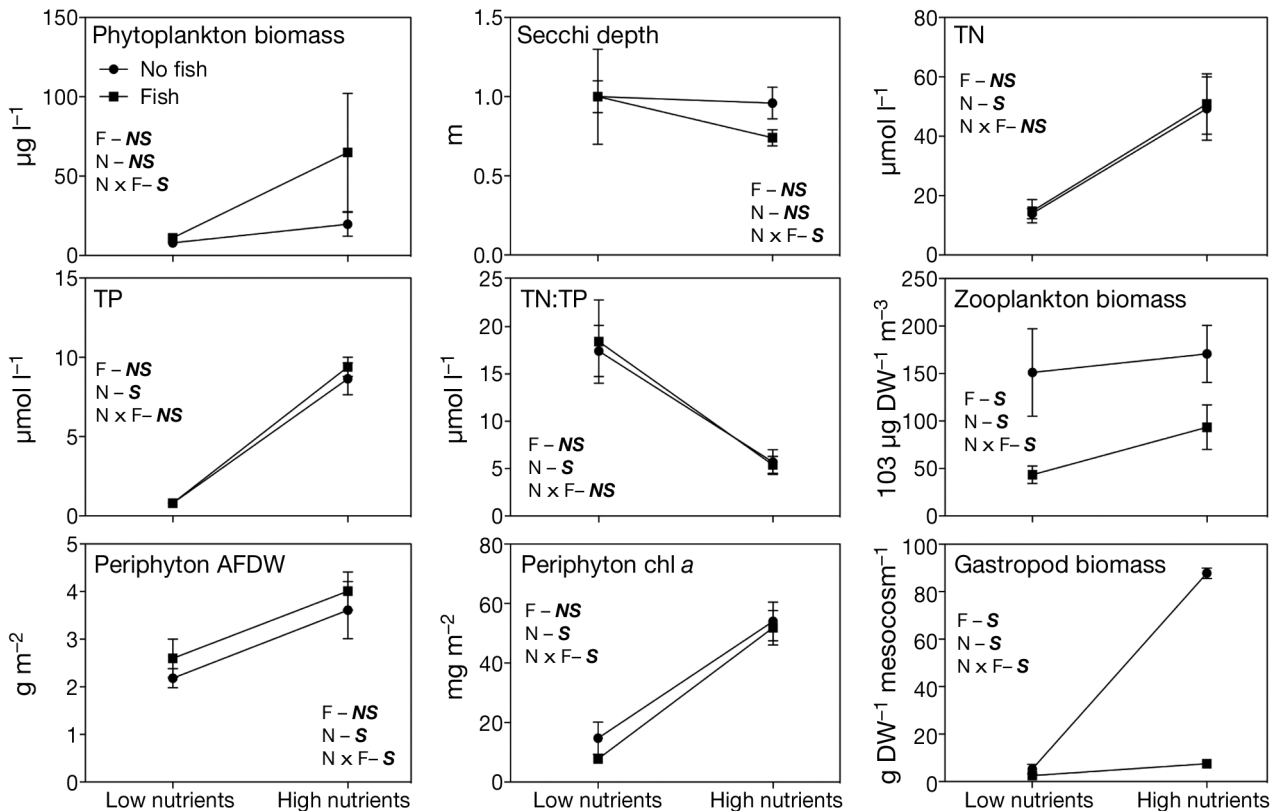 150
100
50
0
µg l–1
Phytoplankton biomass
No fish
Fish
F – NS
N – NS
N x F– S
1.5
1.0
0.5
0.0
m
Secchi depth
F – NS
N – NS
N x F– S
80
60
40
20
0
µmol l–1
TN
F – NS
N – S
N x F– NS
15
10
5
0
µmol l–1
TP
F – NS
N – S
N x F– NS
25
20
15
10
5
0
µmol l–1
TN:TP
F – NS
N – S
N x F– NS
250
200
150
100
50
0
103 µg DW–1 m–3
Zooplankton biomass
F – S
N – S
N x F– S
5
4
3
2
1
0
g m–2
Periphyton AFDW
F – NS
N – S
N x F– S
Low nutrients
High nutrients
80
60
40
20
0
mg m–2
Periphyton chl a
F – NS
N – S
N x F– S
Low nutrients
High nutrients
100
80
60
40
20
0
g DW–1 mesocosm–1
Gastropod biomass
F – S
N – S
N x F– S
Low nutrients
High nutrients